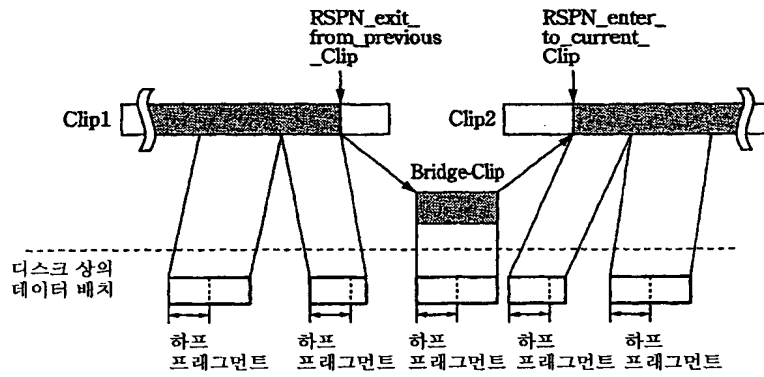 RSPN_exit_
from_previous
_Clip
RSPN_enter_
to_current_
Clip
Clip1
Clip2
Bridge-Clip
디스크 상의
데이터 배치
하프
프래그먼트
하프
프래그먼트
하프
프래그먼트
하프
프래그먼트
하프
프래그먼트